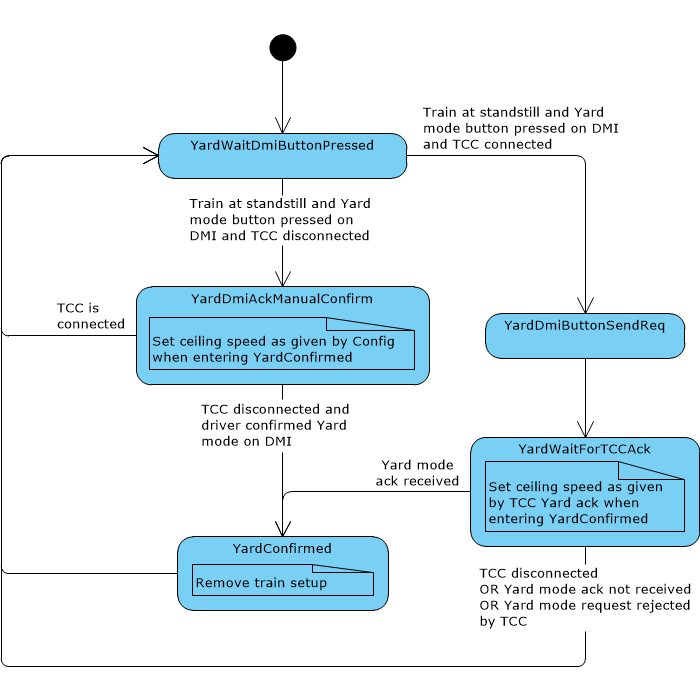 Train at standstill and Yard
mode button pressed on DMI
and TCC connected
YardWaitDmiButtonPressed
Train at standstill and Yard
mode button pressed on
DMI and TCC disconnected
YardDmiAckManualConfirm
Set ceiling speed as given by Config
when entering YardConfirmed
TCC is
connected
YardDmiButtonSendReq
TCC disconnected and
driver confirmed Yard
mode on DMI
YardWaitForTCCAck
Set ceiling speed as given
by TCC Yard ack when
entering YardConfirmed
Yard mode
ack received
YardConfirmed
Remove train setup
TCC disconnected
OR Yard mode ack not received
OR Yard mode request rejected
by TCC